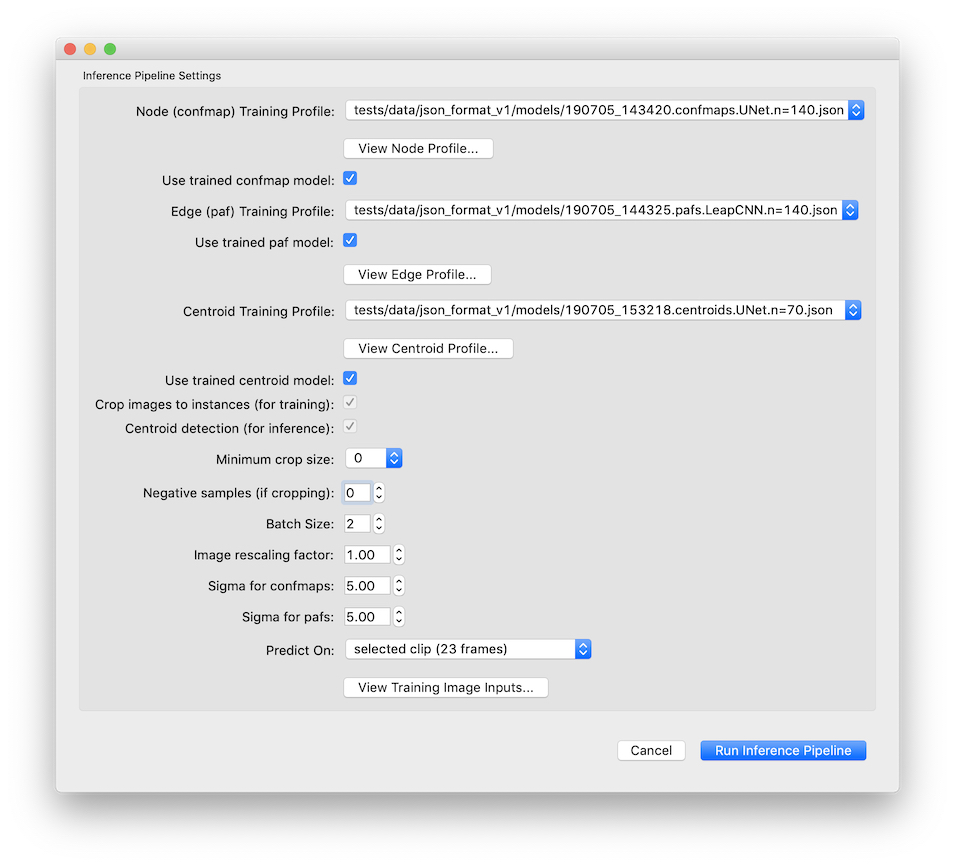 Inference Pipeline Settings
Node (confmap) Training Profile: tests/data/json_format_v1/models/190705_143420.confmaps.UNet.n=140.json
View Node Profile...
Use trained confmap model:
Edge (paf) Training Profile: tests/data/json_format_v1/models/190705_144325.pafs.LeapCNN.n=140.json
Use trained paf model:
View Edge Profile...
Centroid Training Profile: tests/data/json_format_v1/models/190705_153218.centroids.UNet.n=70.json
View Centroid Profile...
Use trained centroid model:
Crop images to instances (for training):
Centroid detection (for inference):
Minimum crop size: 0
Negative samples (if cropping): 0
Batch Size: 2
Image rescaling factor: 1.00
Sigma for confmaps: 5.00
Sigma for pafs: 5.00
Predict On: selected clip (23 frames)
View Training Image Inputs...
Cancel Run Inference Pipeline